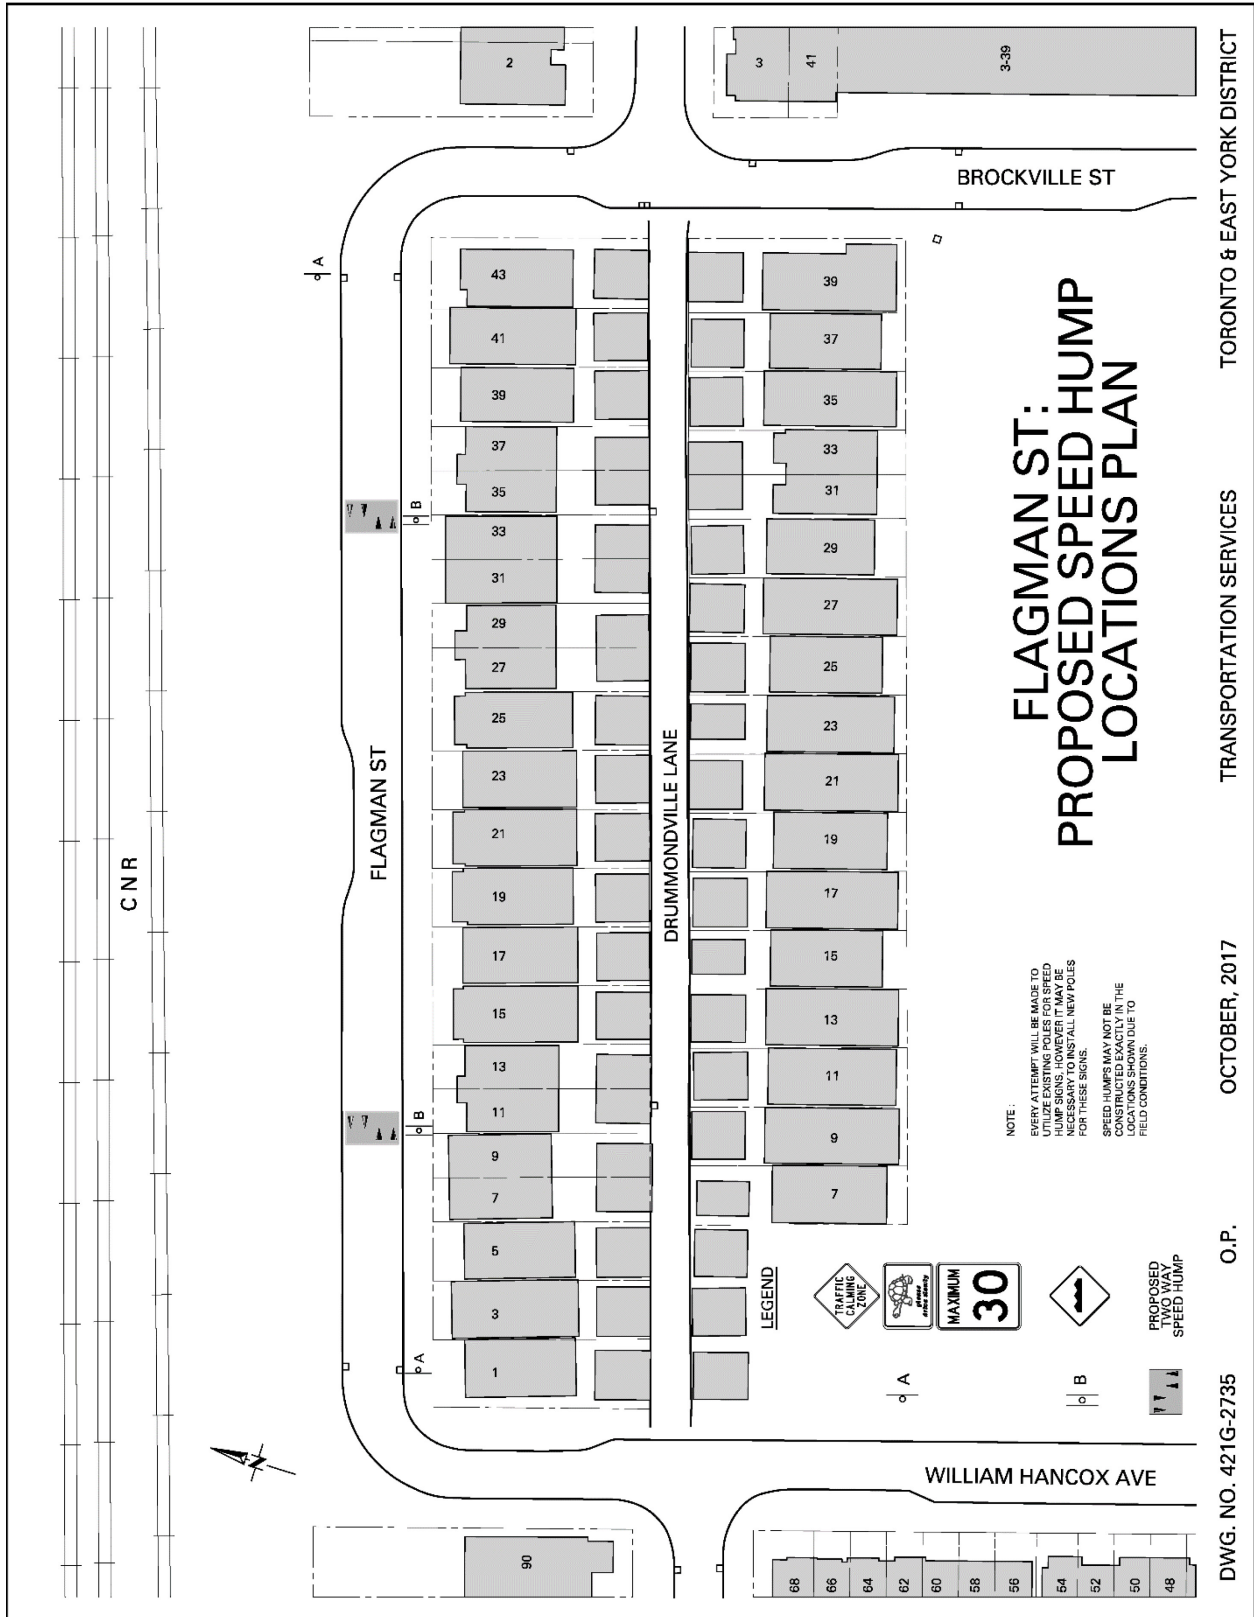 C N R
FLAGMAN ST
DRUMMONDVILLE LANE
WILLIAM HANCOX AVE
BROCKVILLE ST
A
B
B
A
N
90
1
3
5
7
9
11
13
15
17
19
21
23
25
27
29
31
33
35
37
39
41
43
2
7
9
11
13
15
17
19
21
23
25
27
29
31
33
35
37
39
3
41
3-39
68
66
64
62
60
58
56
54
52
50
48
LEGEND
A
TRAFFIC
CALMING
ZONE
please
drive slowly
MAXIMUM
30
B
PROPOSED
TWO WAY
SPEED HUMP
NOTE :
EVERY ATTEMPT WILL BE MADE TO
UTILIZE EXISTING POLES FOR SPEED
HUMP SIGNS, HOWEVER IT MAY BE
NECESSARY TO INSTALL NEW POLES
FOR THESE SIGNS.
SPEED HUMPS MAY NOT BE
CONSTRUCTED EXACTLY IN THE
LOCATIONS SHOWN DUE TO
FIELD CONDITIONS.
FLAGMAN ST:
PROPOSED SPEED HUMP
LOCATIONS PLAN
DWG. NO. 421G-2735 O.P. OCTOBER, 2017 TRANSPORTATION SERVICES TORONTO & EAST YORK DISTRICT